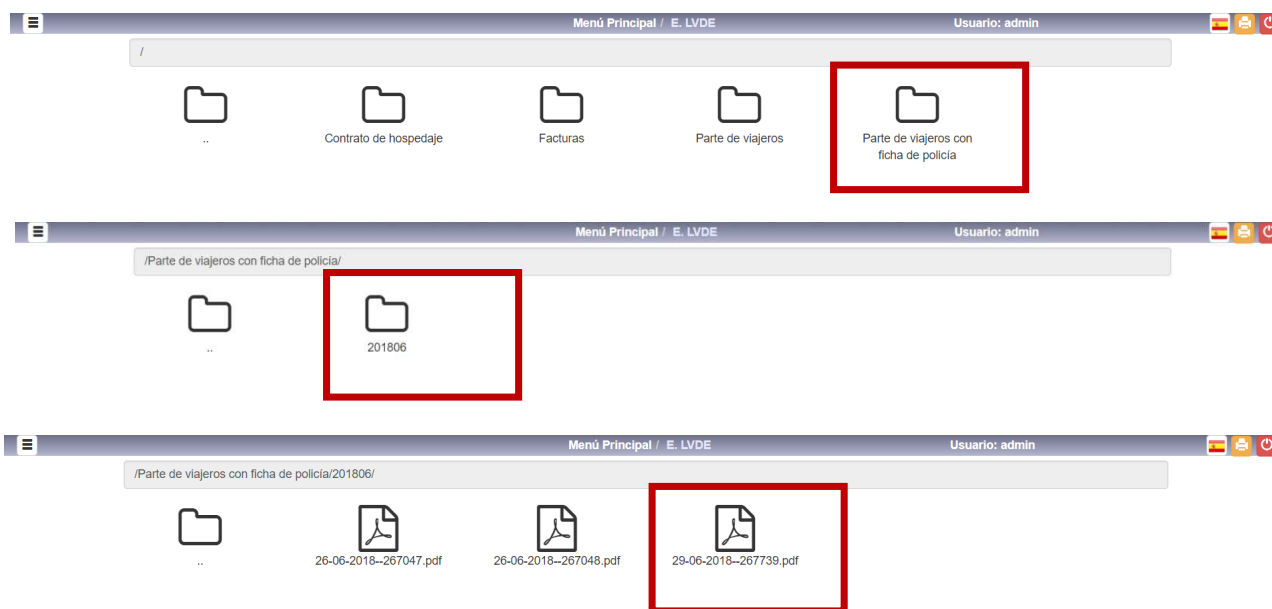 Menú Principal / E. LVDE Usuario: admin
/
.. Contrato de hospedaje Facturas Parte de viajeros Parte de viajeros con
ficha de policía
Menú Principal / E. LVDE Usuario: admin
/Parte de viajeros con ficha de policía/
.. 201806
Menú Principal / E. LVDE Usuario: admin
/Parte de viajeros con ficha de policía/201806/
.. 26-06-2018--267047.pdf 26-06-2018--267048.pdf 29-06-2018--267739.pdf